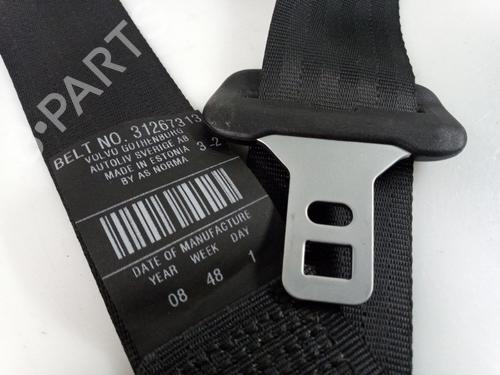 BELT NO. 31267313
VOLVO GOTHENBURG
AUTOLIV SVERIGE AB
MADE IN ESTONIA 3-2
BY AS NORMA
DATE OF MANUFACTURE
YEAR WEEK DAY
08 48 1
PART